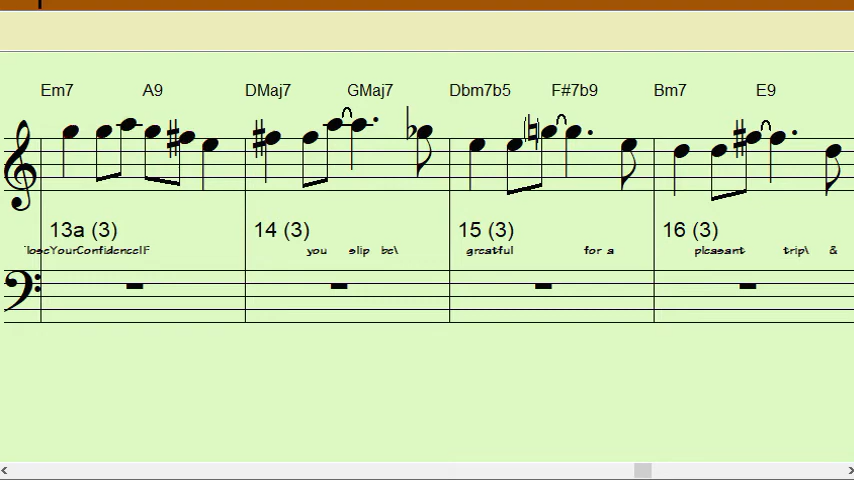 Em7 A9 DMaj7 GMaj7 Dbm7b5 F#7b9 Bm7 E9
13a (3) 14 (3) 15 (3) 16 (3)
loseYourConfidenceIF you slip be\ greatful for a pleasant trip\ &